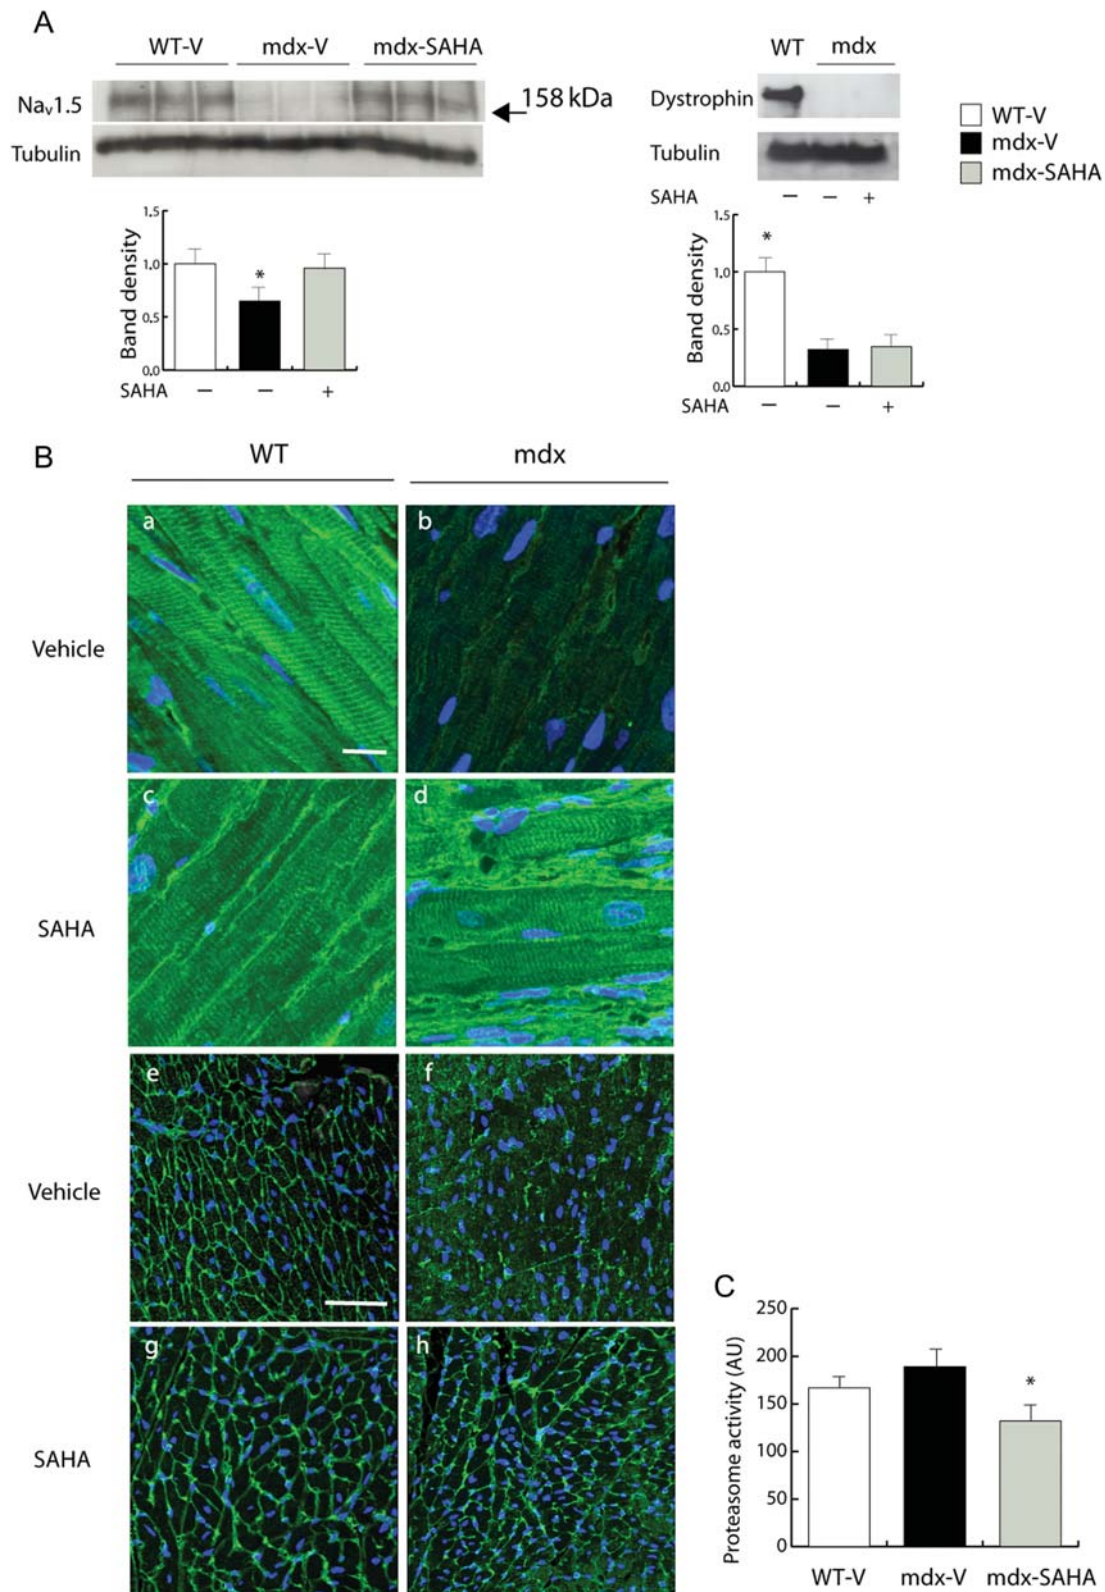 A
WT-V mdx-V mdx-SAHA
Naᵥ1.5
158 kDa
Tubulin
WT mdx
Dystrophin
Tubulin
SAHA – – +
WT-V
mdx-V
mdx-SAHA
Band density
1.5
1.0
0.5
0.0
*
SAHA – – +
Band density
1.5
1.0
0.5
0.0
*
SAHA – – +
B
WT mdx
Vehicle
a b
SAHA
c d
Vehicle
e f
SAHA
g h
C
Proteasome activity (AU)
250
200
150
100
50
0
*
WT-V mdx-V mdx-SAHA